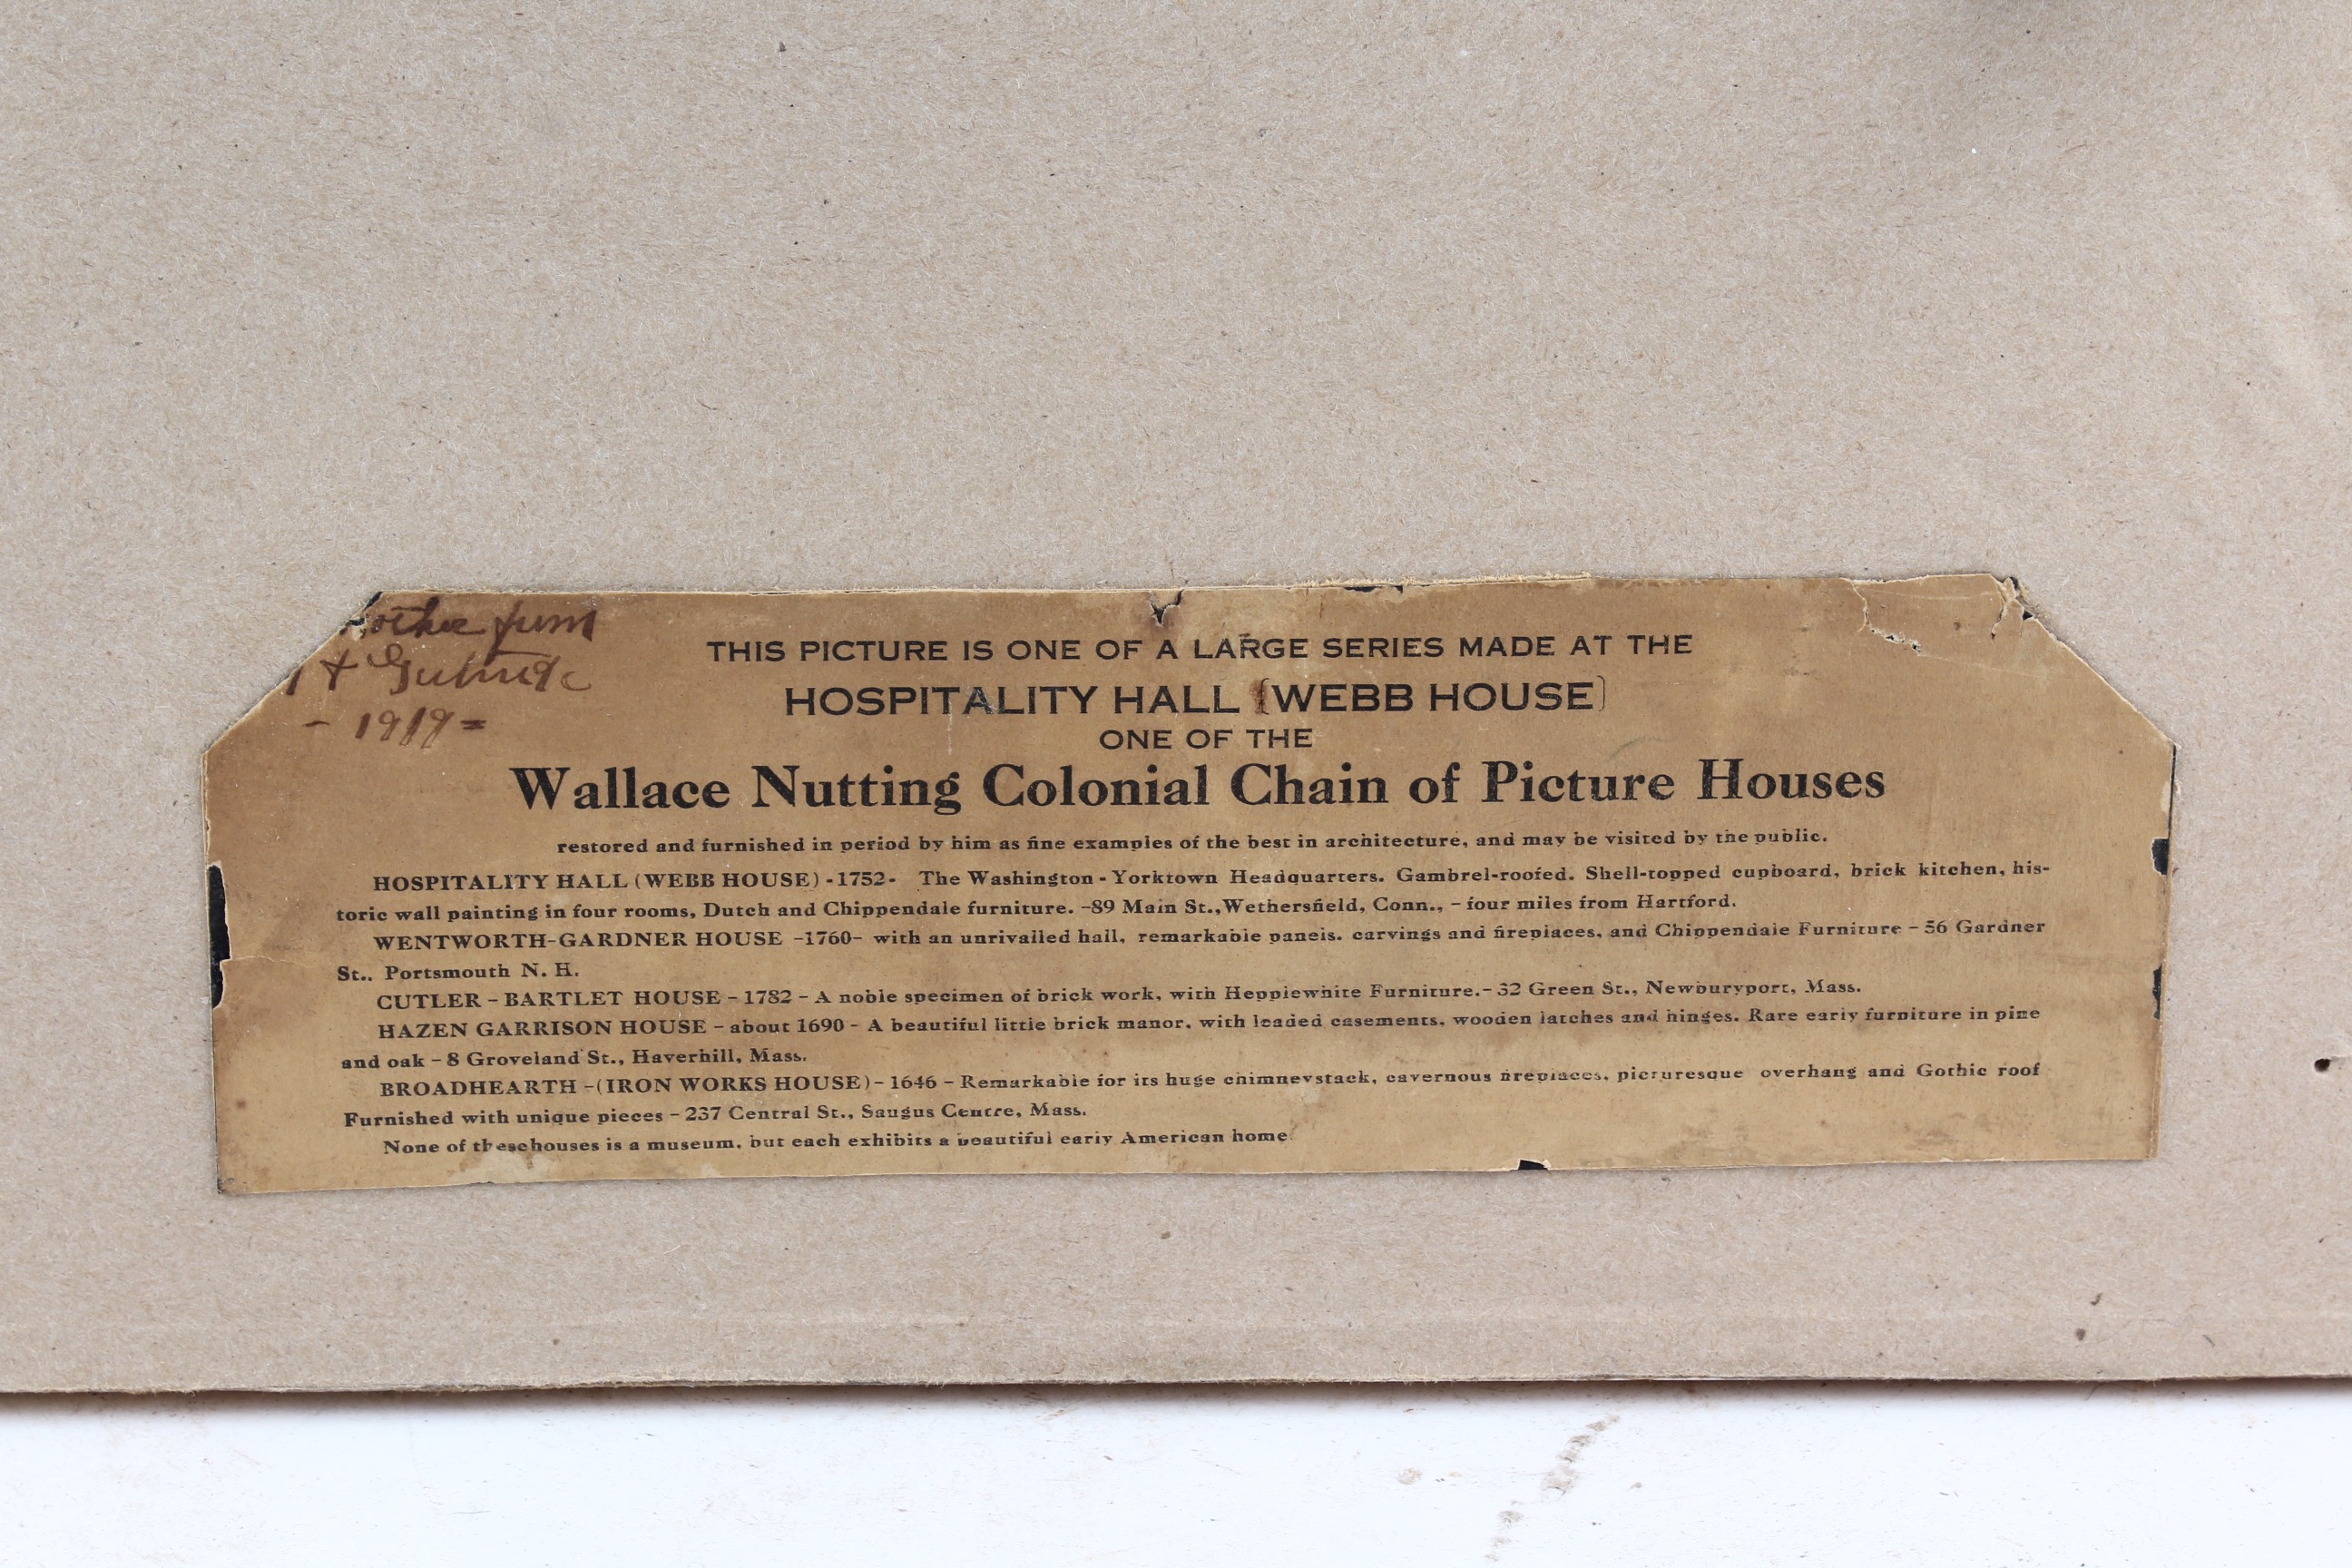 from
+ Gertrude
- 1919 =
THIS PICTURE IS ONE OF A LARGE SERIES MADE AT THE
HOSPITALITY HALL (WEBB HOUSE)
ONE OF THE
Wallace Nutting Colonial Chain of Picture Houses
restored and furnished in period by him as fine examples of the best in architecture, and may be visited by the public.
HOSPITALITY HALL (WEBB HOUSE) -1752- The Washington - Yorktown Headquarters. Gambrel-roofed. Shell-topped cupboard, brick kitchen, his-
toric wall painting in four rooms, Dutch and Chippendale furniture. -89 Main St., Wethersfield, Conn., - four miles from Hartford.
WENTWORTH-GARDNER HOUSE -1760- with an unrivalled hall, remarkable panels. carvings and fireplaces, and Chippendale Furniture - 56 Gardner
St.. Portsmouth N. H.
CUTLER - BARTLET HOUSE - 1782 - A noble specimen of brick work, with Hepplewhite Furniture.- 32 Green St., Newburyport, Mass.
HAZEN GARRISON HOUSE - about 1690 - A beautiful little brick manor, with leaded casements, wooden latches and hinges. Rare early furniture in pine
and oak - 8 Groveland St., Haverhill, Mass.
BROADHEARTH -(IRON WORKS HOUSE)- 1646 - Remarkable for its huge chimneystack, cavernous fireplaces, picturesque overhang and Gothic roof
Furnished with unique pieces - 237 Central St., Saugus Centre, Mass.
None of thesehouses is a museum, but each exhibits a beautiful early American home.